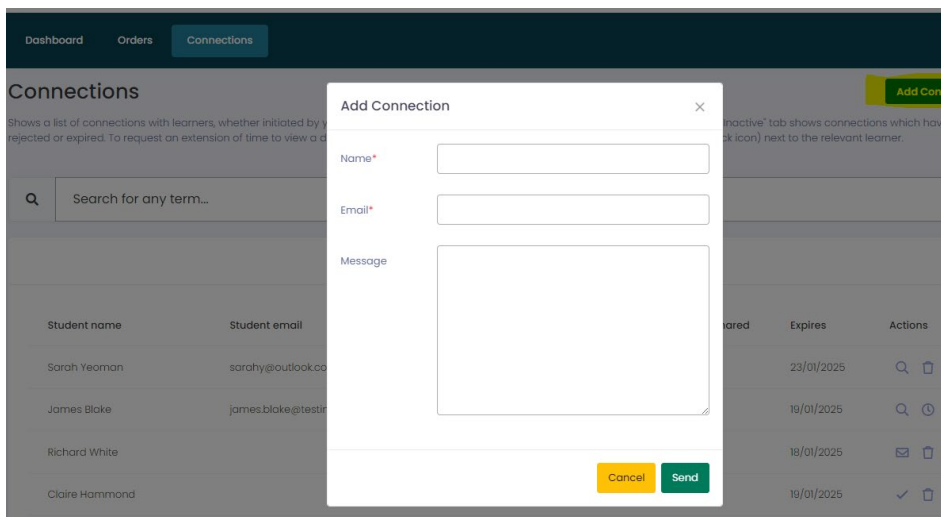 Dashboard Orders Connections
Connections
Add Con
Add Connection
Shows a list of connections with learners, whether initiated by y
Inactive" tab shows connections which hav
rejected or expired. To request an extension of time to view a d
ck icon) next to the relevant learner.
Name*
Search for any term...
Email*
Message
Student name Student email ared Expires Actions
Sarah Yeoman sarahy@outlook.co 23/01/2025
James Blake james.blake@testin 19/01/2025
Richard White 18/01/2025
Claire Hammond 19/01/2025
Cancel Send